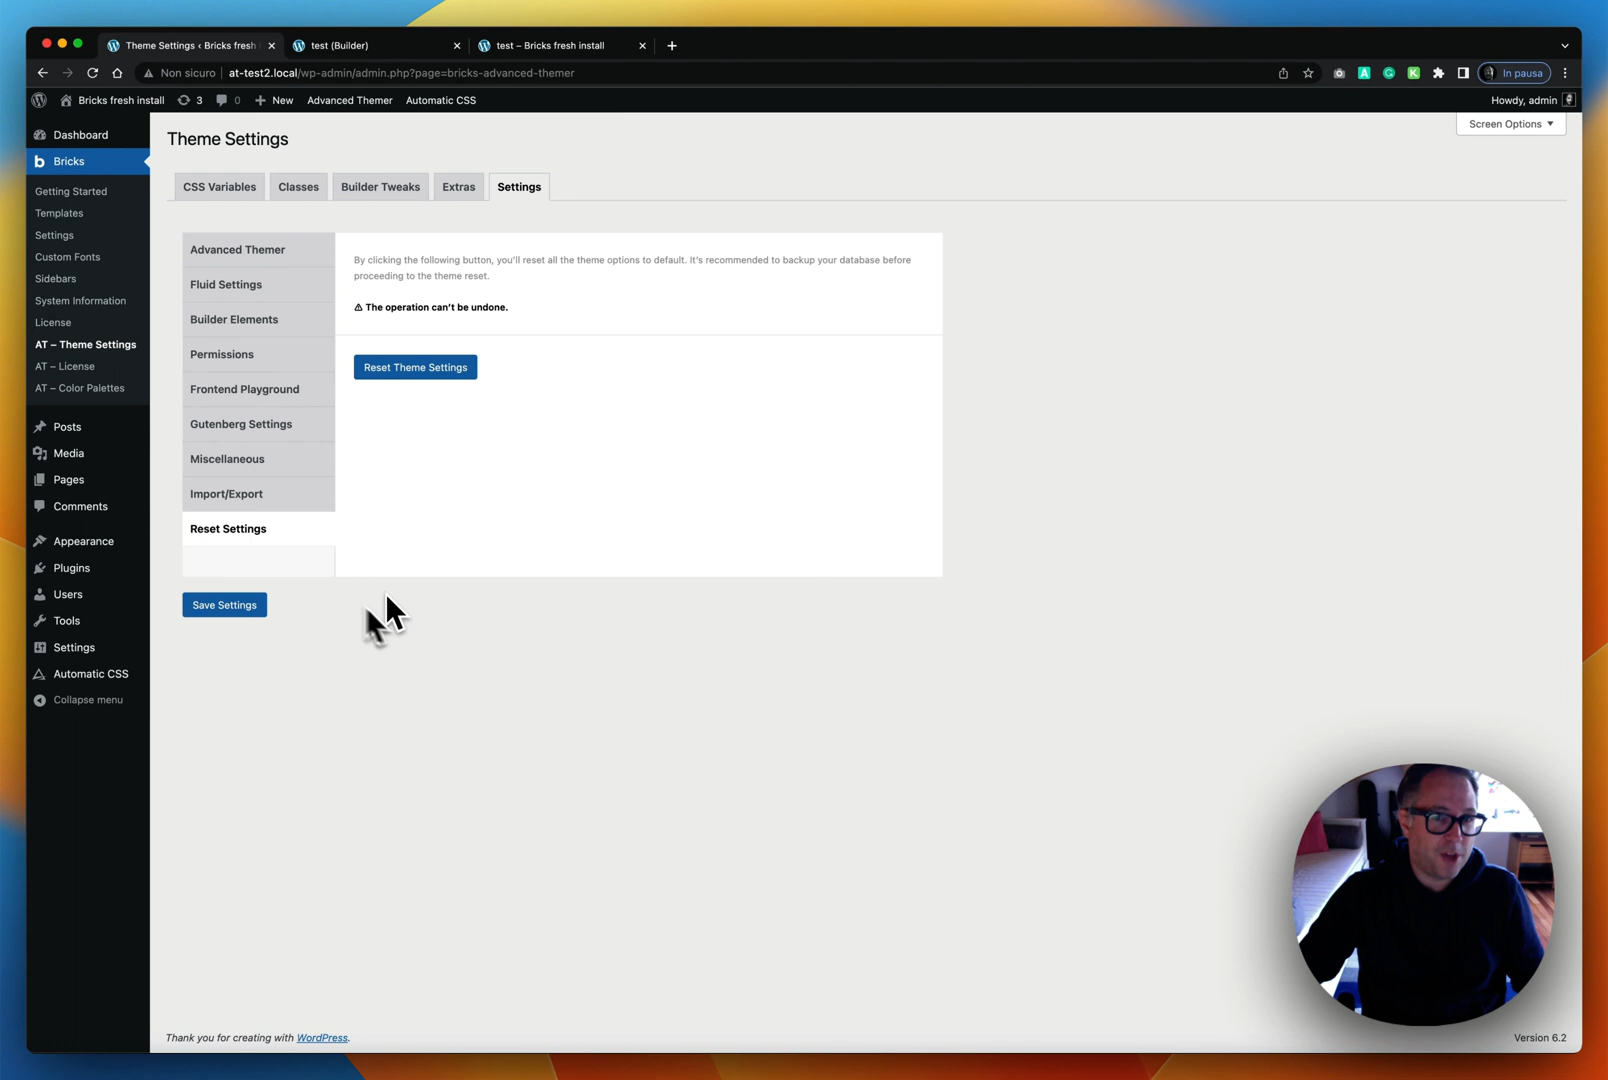 Theme Settings ‹ Bricks fresh
test (Builder)
test – Bricks fresh install
Non sicuro
at-test2.local/wp-admin/admin.php?page=bricks-advanced-themer
In pausa
Bricks fresh install
3
0
New
Advanced Themer
Automatic CSS
Howdy, admin
Screen Options
Dashboard
Bricks
Getting Started
Templates
Settings
Custom Fonts
Sidebars
System Information
License
AT – Theme Settings
AT – License
AT – Color Palettes
Posts
Media
Pages
Comments
Appearance
Plugins
Users
Tools
Settings
Automatic CSS
Collapse menu
Theme Settings
CSS Variables
Classes
Builder Tweaks
Extras
Settings
Advanced Themer
Fluid Settings
Builder Elements
Permissions
Frontend Playground
Gutenberg Settings
Miscellaneous
Import/Export
Reset Settings
By clicking the following button, you'll reset all the theme options to default. It's recommended to backup your database before
proceeding to the theme reset.
⚠ The operation can't be undone.
Reset Theme Settings
Save Settings
Thank you for creating with WordPress.
Version 6.2